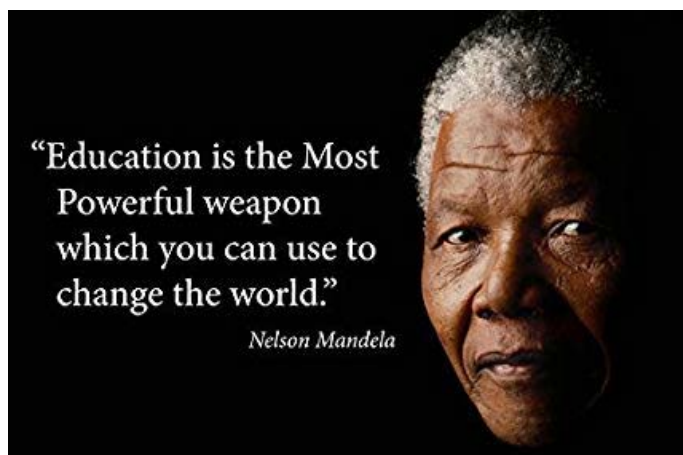 “Education is the Most
Powerful weapon
which you can use to
change the world.”
Nelson Mandela